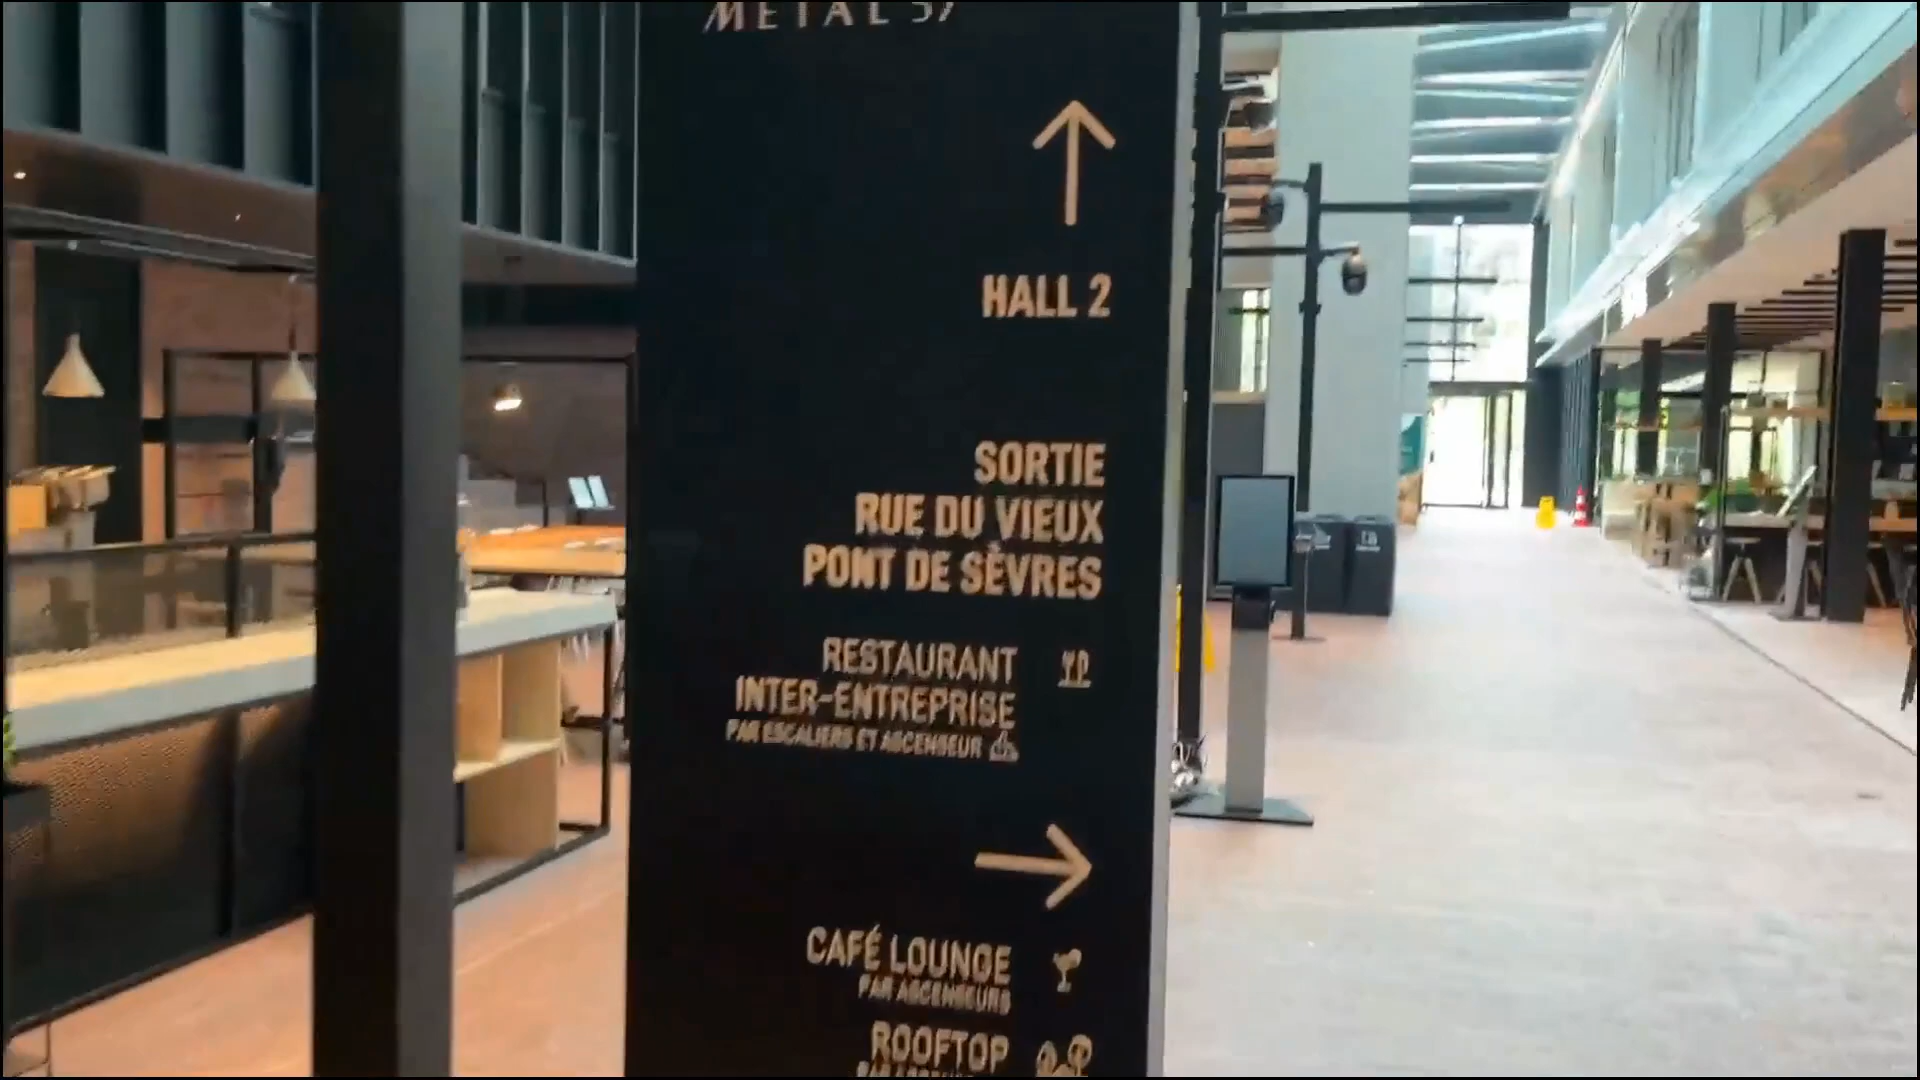 METAL 57
HALL 2
SORTIE
RUE DU VIEUX
PONT DE SÈVRES
RESTAURANT
INTER-ENTREPRISE
PAR ESCALIERS ET ASCENSEUR
CAFÉ LOUNGE
PAR ASCENSEURS
ROOFTOP